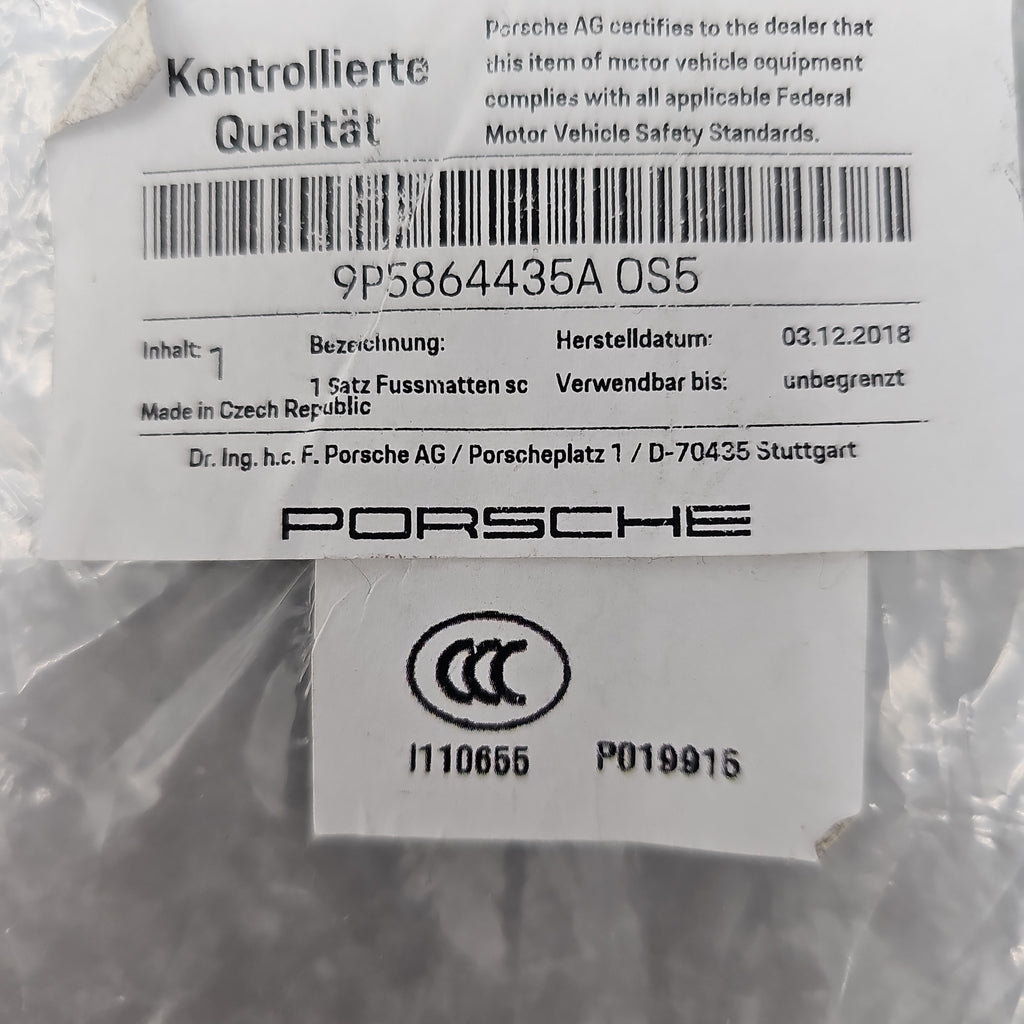 Kontrollierte
Qualität
Porsche AG certifies to the dealer that
this item of motor vehicle equipment
complies with all applicable Federal
Motor Vehicle Safety Standards.
9P5864435A OS5
Inhalt: 1
Bezeichnung:
1 Satz Fussmatten sc
Herstelldatum: 03.12.2018
Verwendbar bis: unbegrenzt
Made in Czech Republic
Dr. Ing. h.c. F. Porsche AG / Porscheplatz 1 / D-70435 Stuttgart
PORSCHE
CCC
I110655 P019915